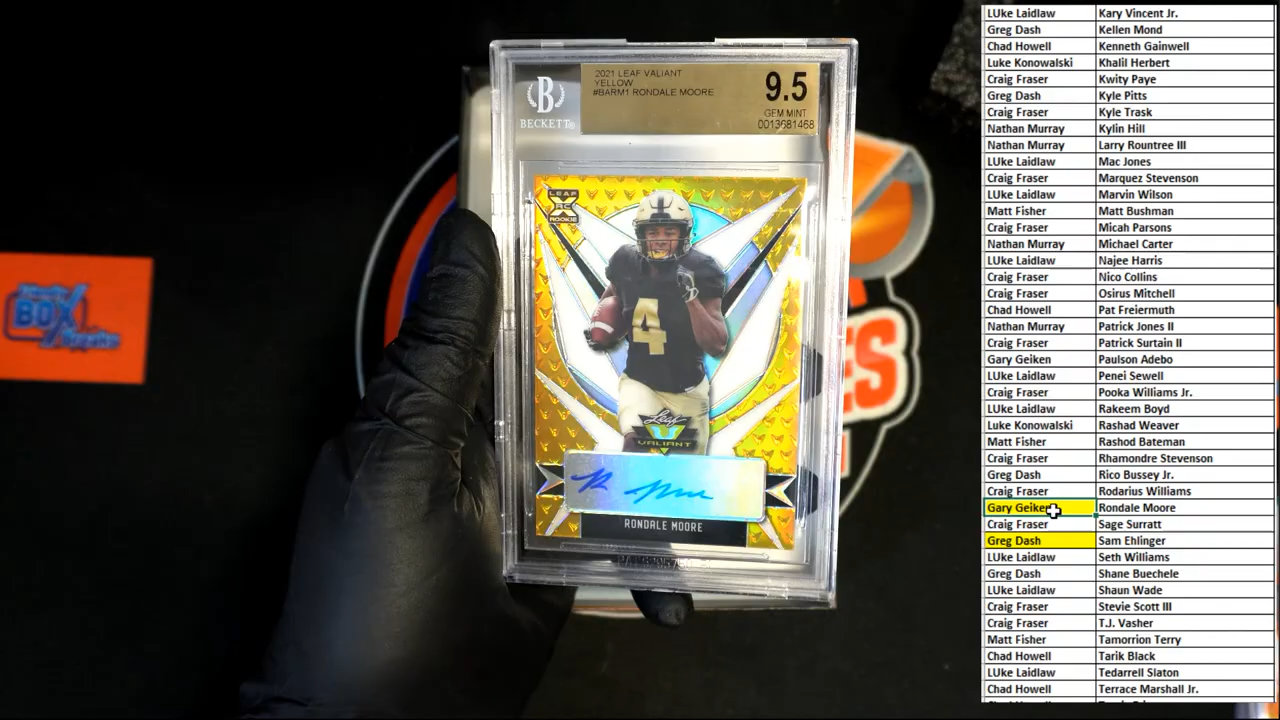 2021 LEAF VALIANT
YELLOW
#BARM1 RONDALE MOORE
9.5
GEM MINT
0013681468
B
BECKETT
LEAF
RC
ROOKIE
4
Leaf
VALIANT
RONDALE MOORE
BOX
LUke Laidlaw Kary Vincent Jr.
Greg Dash Kellen Mond
Chad Howell Kenneth Gainwell
Luke Konowalski Khalil Herbert
Craig Fraser Kwity Paye
Greg Dash Kyle Pitts
Craig Fraser Kyle Trask
Nathan Murray Kylin Hill
Nathan Murray Larry Rountree III
LUke Laidlaw Mac Jones
Craig Fraser Marquez Stevenson
LUke Laidlaw Marvin Wilson
Matt Fisher Matt Bushman
Craig Fraser Micah Parsons
Nathan Murray Michael Carter
LUke Laidlaw Najee Harris
Craig Fraser Nico Collins
Craig Fraser Osirus Mitchell
Chad Howell Pat Freiermuth
Nathan Murray Patrick Jones II
Craig Fraser Patrick Surtain II
Gary Geiken Paulson Adebo
LUke Laidlaw Penei Sewell
Craig Fraser Pooka Williams Jr.
LUke Laidlaw Rakeem Boyd
Luke Konowalski Rashad Weaver
Matt Fisher Rashod Bateman
Craig Fraser Rhamondre Stevenson
Greg Dash Rico Bussey Jr.
Craig Fraser Rodarius Williams
Gary Geiken Rondale Moore
Craig Fraser Sage Surratt
Greg Dash Sam Ehlinger
LUke Laidlaw Seth Williams
Greg Dash Shane Buechele
LUke Laidlaw Shaun Wade
Craig Fraser Stevie Scott III
Craig Fraser T.J. Vasher
Matt Fisher Tamorrion Terry
Chad Howell Tarik Black
LUke Laidlaw Tedarrell Slaton
Chad Howell Terrace Marshall Jr.